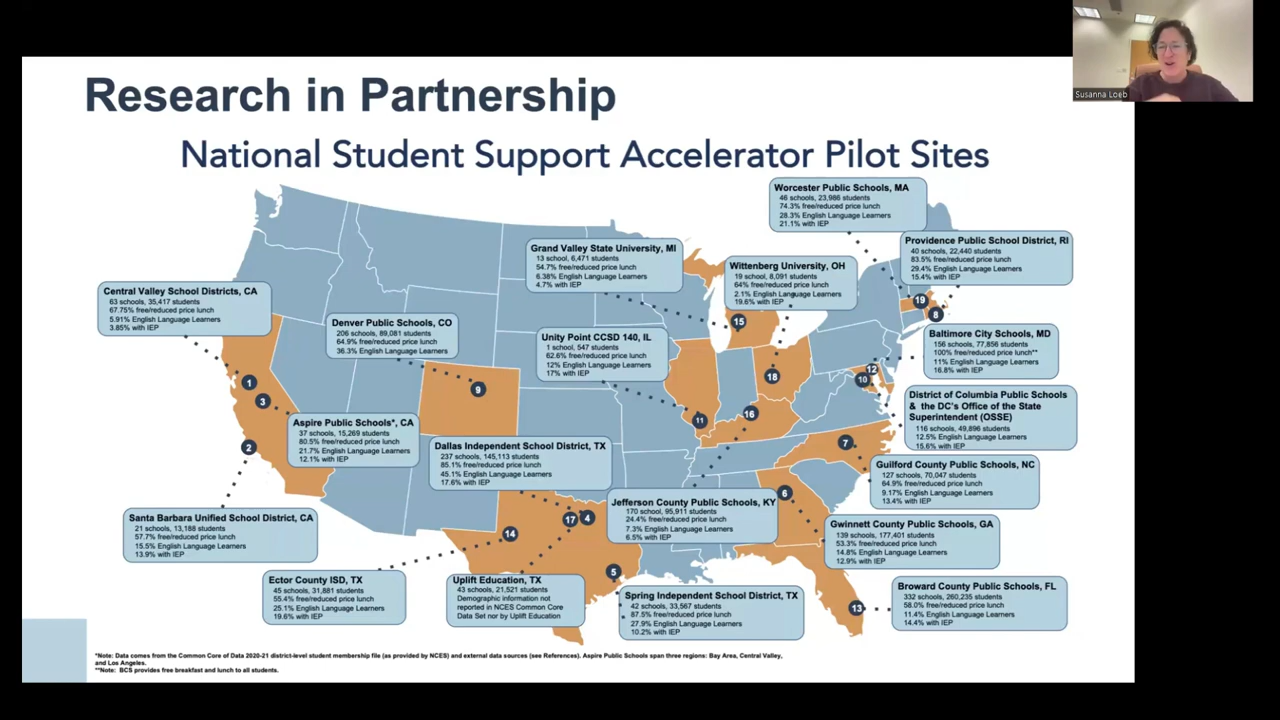 Susanna Loeb
Research in Partnership
National Student Support Accelerator Pilot Sites
Worcester Public Schools, MA
46 schools, 23,986 students
74.3% free/reduced price lunch
28.3% English Language Learners
21.1% with IEP
Providence Public School District, RI
40 schools, 22,440 students
83.5% free/reduced price lunch
29.4% English Language Learners
15.4% with IEP
Grand Valley State University, MI
13 school, 6,471 students
54.7% free/reduced price lunch
6.38% English Language Learners
4.7% with IEP
Wittenberg University, OH
19 school, 8,091 students
64% free/reduced price lunch
2.1% English Language Learners
19.6% with IEP
Central Valley School Districts, CA
63 schools, 35,417 students
67.75% free/reduced price lunch
5.91% English Language Learners
3.85% with IEP
Denver Public Schools, CO
206 schools, 89,081 students
64.9% free/reduced price lunch
36.3% English Language Learners
Unity Point CCSD 140, IL
1 school, 547 students
62.6% free/reduced price lunch
12% English Language Learners
17% with IEP
Baltimore City Schools, MD
156 schools, 77,856 students
100% free/reduced price lunch**
11% English Language Learners
16.8% with IEP
District of Columbia Public Schools
& the DC's Office of the State
Superintendent (OSSE)
116 schools, 49,896 students
12.5% English Language Learners
15.6% with IEP
Aspire Public Schools*, CA
37 schools, 15,269 students
80.5% free/reduced price lunch
21.7% English Language Learners
12.1% with IEP
Dallas Independent School District, TX
237 schools, 145,113 students
85.1% free/reduced price lunch
45.1% English Language Learners
17.6% with IEP
Guilford County Public Schools, NC
127 schools, 70,047 students
64.9% free/reduced price lunch
9.17% English Language Learners
13.4% with IEP
Jefferson County Public Schools, KY
170 school, 95,911 students
24.4% free/reduced price lunch
7.3% English Language Learners
6.5% with IEP
Santa Barbara Unified School District, CA
21 schools, 13,188 students
57.7% free/reduced price lunch
15.5% English Language Learners
13.9% with IEP
Gwinnett County Public Schools, GA
139 schools, 177,401 students
53.3% free/reduced price lunch
14.8% English Language Learners
12.9% with IEP
Ector County ISD, TX
45 schools, 31,881 students
55.4% free/reduced price lunch
25.1% English Language Learners
19.6% with IEP
Uplift Education, TX
43 schools, 21,521 students
Demographic information not
reported in NCES Common Core
Data Set nor by Uplift Education
Spring Independent School District, TX
42 schools, 33,567 students
87.5% free/reduced price lunch
27.9% English Language Learners
10.2% with IEP
Broward County Public Schools, FL
332 schools, 260,235 students
58.0% free/reduced price lunch
11.4% English Language Learners
14.4% with IEP
19
8
15
1
3
9
18
12
10
11
16
2
7
6
17
4
14
5
13
*Note: Data comes from the Common Core of Data 2020-21 district-level student membership file (as provided by NCES) and external data sources (see References). Aspire Public Schools span three regions: Bay Area, Central Valley,
and Los Angeles.
**Note: BCS provides free breakfast and lunch to all students.